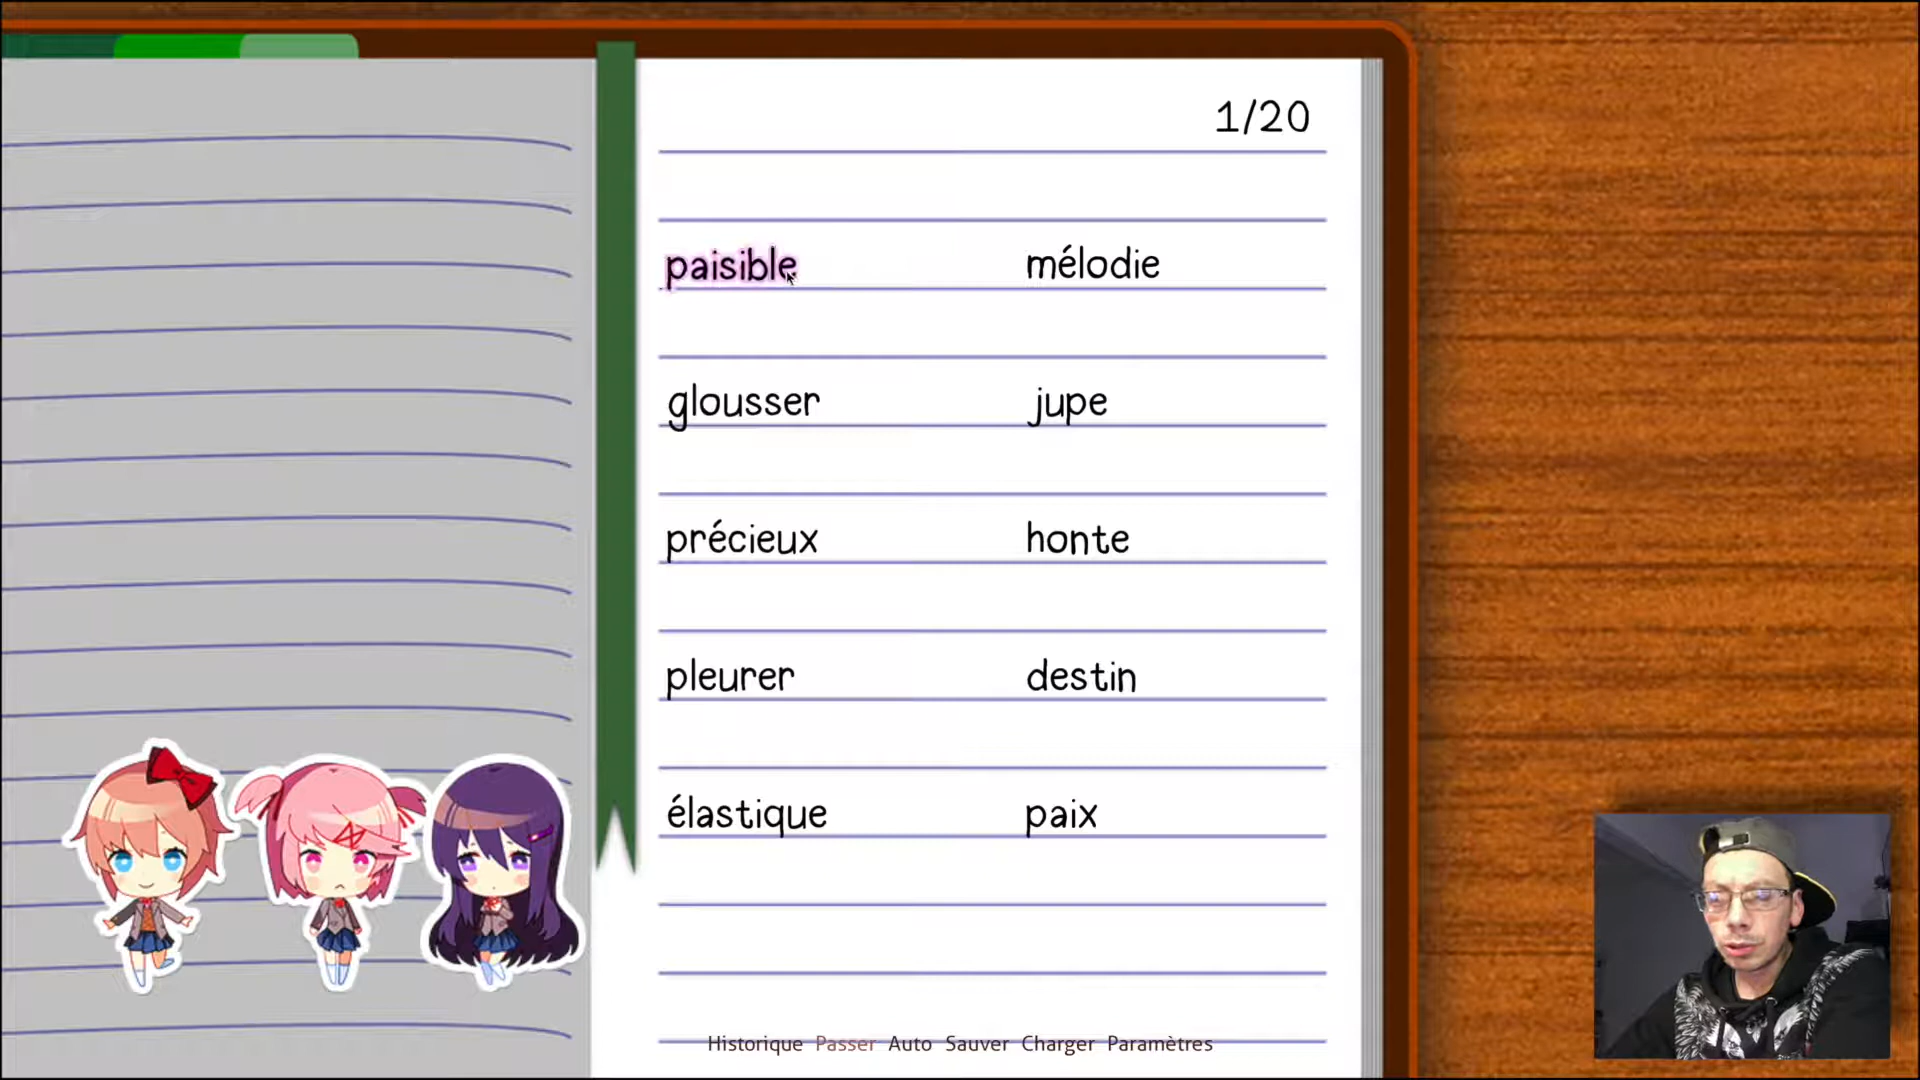 1/20
paisible mélodie
glousser jupe
précieux honte
pleurer destin
élastique paix
Historique Passer Auto Sauver Charger Paramètres